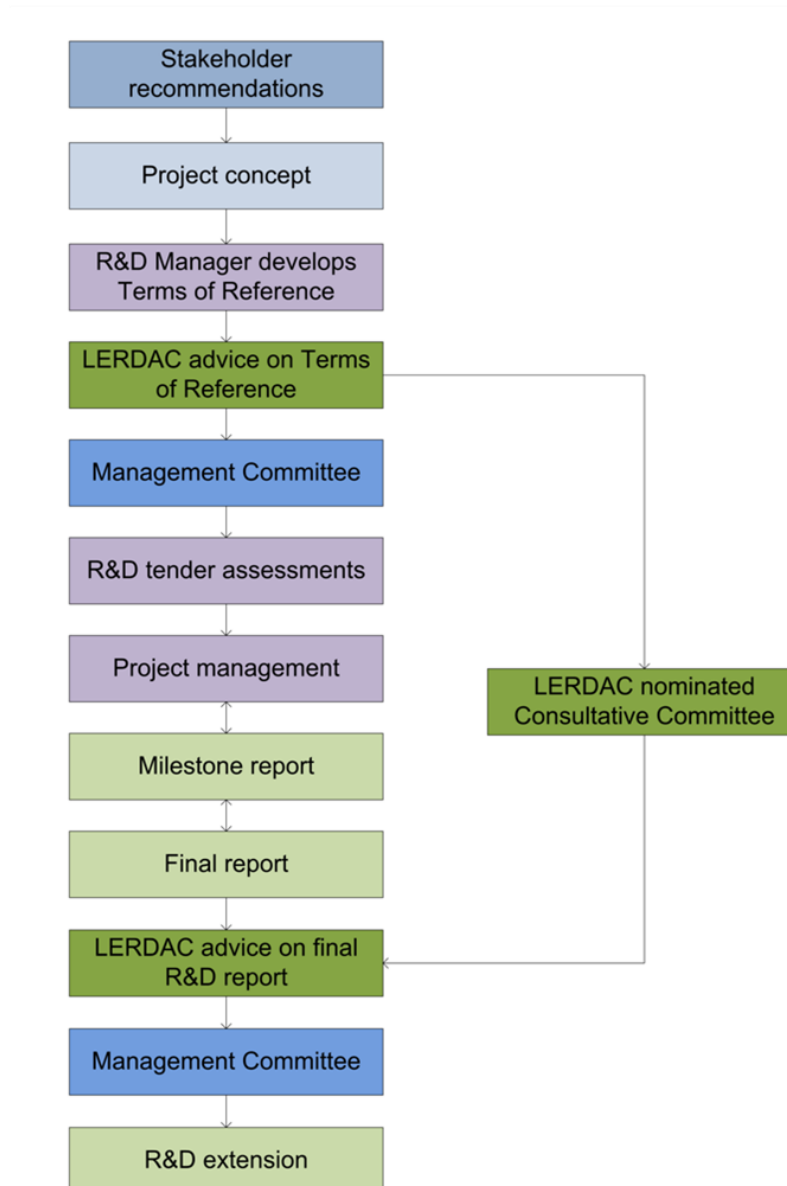 Stakeholder
recommendations
Project concept
R&D Manager develops
Terms of Reference
LERDAC advice on Terms
of Reference
Management Committee
R&D tender assessments
Project management
LERDAC nominated
Consultative Committee
Milestone report
Final report
LERDAC advice on final
R&D report
Management Committee
R&D extension